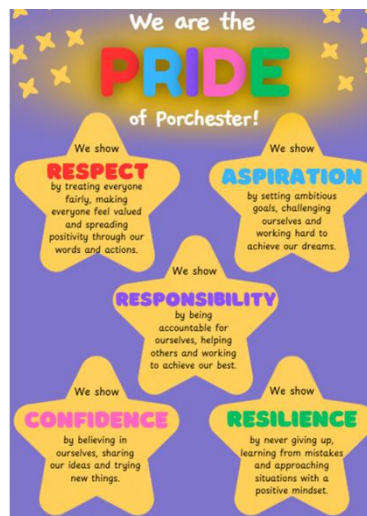 We are the
PRIDE
of Porchester!
We show
RESPECT
by treating everyone
fairly, making
everyone feel valued
and spreading
positivity through our
words and actions.
We show
ASPIRATION
by setting ambitious
goals, challenging
ourselves and
working hard to
achieve our dreams.
We show
RESPONSIBILITY
by being
accountable for
ourselves, helping
others and working
to achieve our best.
We show
CONFIDENCE
by believing in
ourselves, sharing
our ideas and trying
new things.
We show
RESILIENCE
by never giving up,
learning from mistakes
and approaching
situations with a
positive mindset.